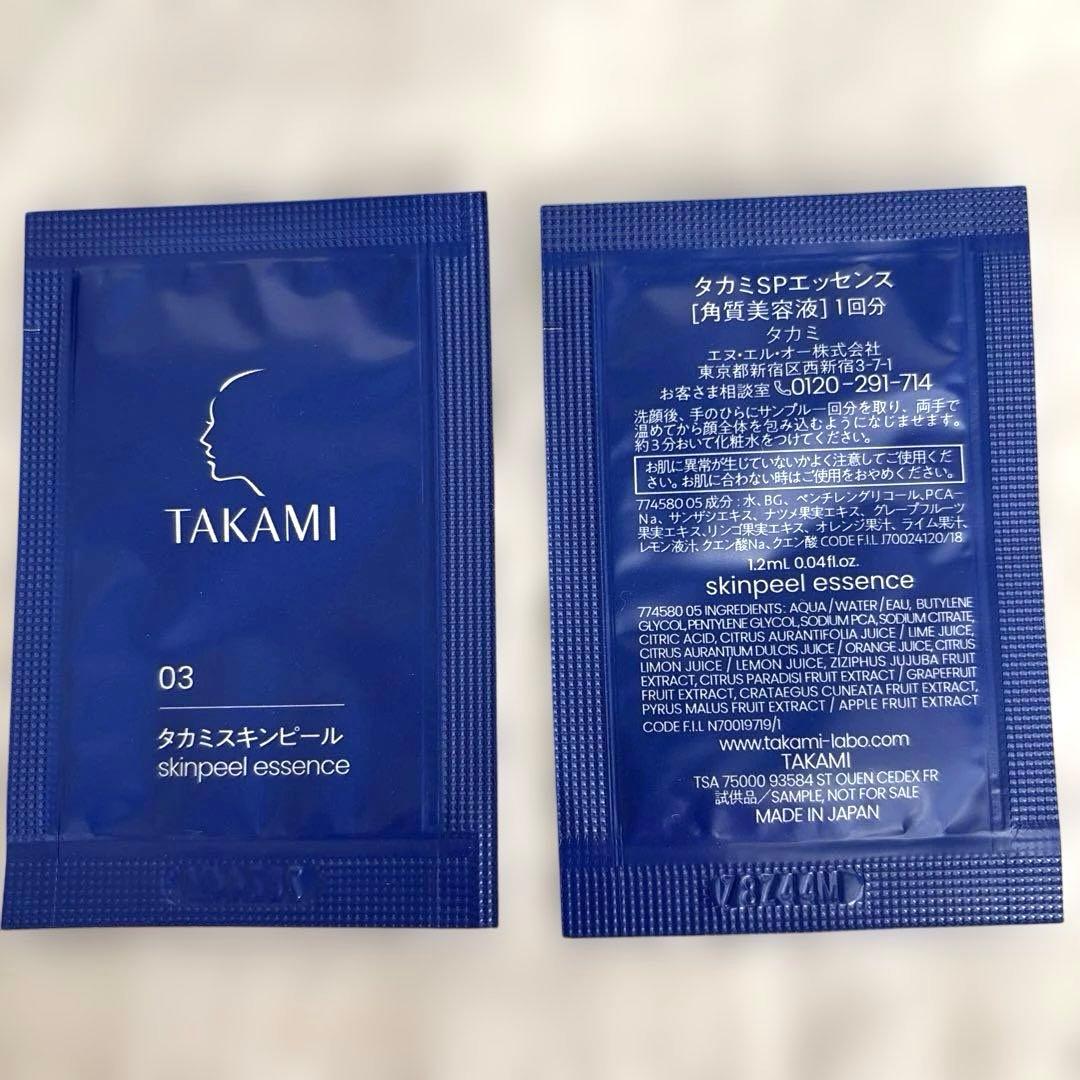 TAKAMI
03
タカミスキンピール
skinpeel essence
タカミSPエッセンス
[角質美容液] 1回分
タカミ
エヌ・エル・オー株式会社
東京都新宿区西新宿3-7-1
お客さま相談室 0120-291-714
洗顔後、手のひらにサンプル一回分を取り、両手で
温めてから顔全体を包み込むようになじませます。
約3分おいて化粧水をつけてください。
お肌に異常が生じていないかよく注意してご使用くだ
さい。お肌に合わない時はご使用をおやめください。
774580 05 成分：水、BG、ペンチレングリコール、PCA-
Na、サンザシエキス、ナツメ果実エキス、グレープフルーツ
果実エキス、リンゴ果実エキス、オレンジ果汁、ライム果汁、
レモン液汁、クエン酸Na、クエン酸 CODE F.I.L J70024120/18
1.2mL 0.04fl.oz.
skinpeel essence
774580 05 INGREDIENTS: AQUA / WATER / EAU, BUTYLENE
GLYCOL, PENTYLENE GLYCOL, SODIUM PCA, SODIUM CITRATE,
CITRIC ACID, CITRUS AURANTIFOLIA JUICE / LIME JUICE,
CITRUS AURANTIUM DULCIS JUICE / ORANGE JUICE, CITRUS
LIMON JUICE / LEMON JUICE, ZIZIPHUS JUJUBA FRUIT
EXTRACT, CITRUS PARADISI FRUIT EXTRACT / GRAPEFRUIT
FRUIT EXTRACT, CRATAEGUS CUNEATA FRUIT EXTRACT,
PYRUS MALUS FRUIT EXTRACT / APPLE FRUIT EXTRACT
CODE F.I.L N70019719/1
www.takami-labo.com
TAKAMI
TSA 75000 93584 ST OUEN CEDEX FR
試供品／SAMPLE, NOT FOR SALE
MADE IN JAPAN